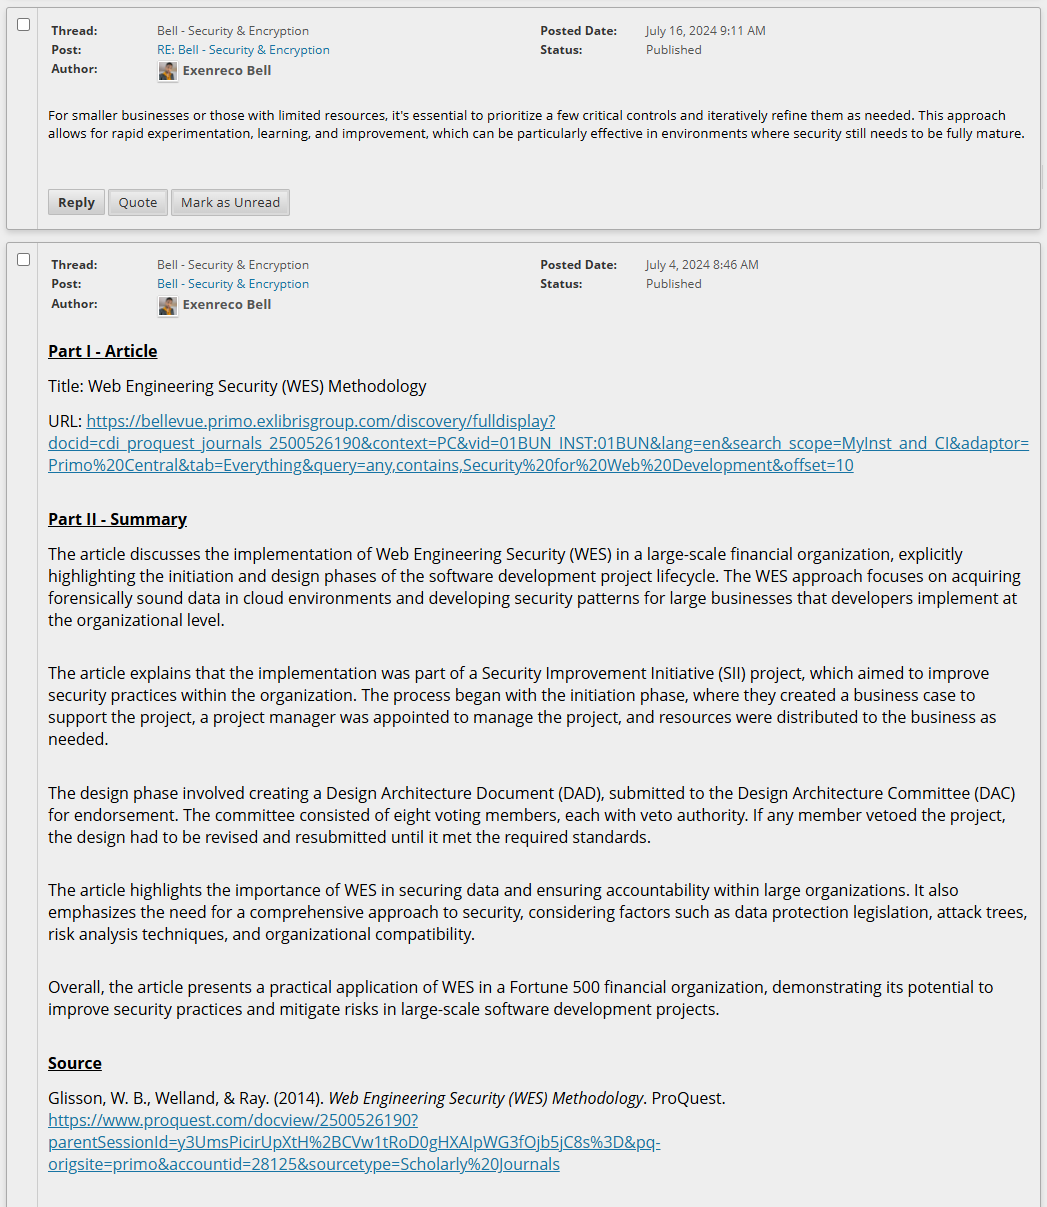 Thread: Bell - Security & Encryption Posted Date: July 16, 2024 9:11 AM
Post: RE: Bell - Security & Encryption Status: Published
Author: Exenreco Bell
For smaller businesses or those with limited resources, it's essential to prioritize a few critical controls and iteratively refine them as needed. This approach
allows for rapid experimentation, learning, and improvement, which can be particularly effective in environments where security still needs to be fully mature.
Reply Quote Mark as Unread
Thread: Bell - Security & Encryption Posted Date: July 4, 2024 8:46 AM
Post: Bell - Security & Encryption Status: Published
Author: Exenreco Bell
Part I - Article
Title: Web Engineering Security (WES) Methodology
URL: https://bellevue.primo.exlibrisgroup.com/discovery/fulldisplay?
docid=cdi_proquest_journals_2500526190&context=PC&vid=01BUN_INST:01BUN&lang=en&search_scope=MyInst_and_CI&adaptor=
Primo%20Central&tab=Everything&query=any,contains,Security%20for%20Web%20Development&offset=10
Part II - Summary
The article discusses the implementation of Web Engineering Security (WES) in a large-scale financial organization, explicitly
highlighting the initiation and design phases of the software development project lifecycle. The WES approach focuses on acquiring
forensically sound data in cloud environments and developing security patterns for large businesses that developers implement at
the organizational level.
The article explains that the implementation was part of a Security Improvement Initiative (SII) project, which aimed to improve
security practices within the organization. The process began with the initiation phase, where they created a business case to
support the project, a project manager was appointed to manage the project, and resources were distributed to the business as
needed.
The design phase involved creating a Design Architecture Document (DAD), submitted to the Design Architecture Committee (DAC)
for endorsement. The committee consisted of eight voting members, each with veto authority. If any member vetoed the project,
the design had to be revised and resubmitted until it met the required standards.
The article highlights the importance of WES in securing data and ensuring accountability within large organizations. It also
emphasizes the need for a comprehensive approach to security, considering factors such as data protection legislation, attack trees,
risk analysis techniques, and organizational compatibility.
Overall, the article presents a practical application of WES in a Fortune 500 financial organization, demonstrating its potential to
improve security practices and mitigate risks in large-scale software development projects.
Source
Glisson, W. B., Welland, & Ray. (2014). Web Engineering Security (WES) Methodology. ProQuest.
https://www.proquest.com/docview/2500526190?
parentSessionId=y3UmsPicirUpXtH%2BCVw1tRoD0gHXAlpWG3fOjb5jC8s%3D&pq-
origsite=primo&accountid=28125&sourcetype=Scholarly%20Journals